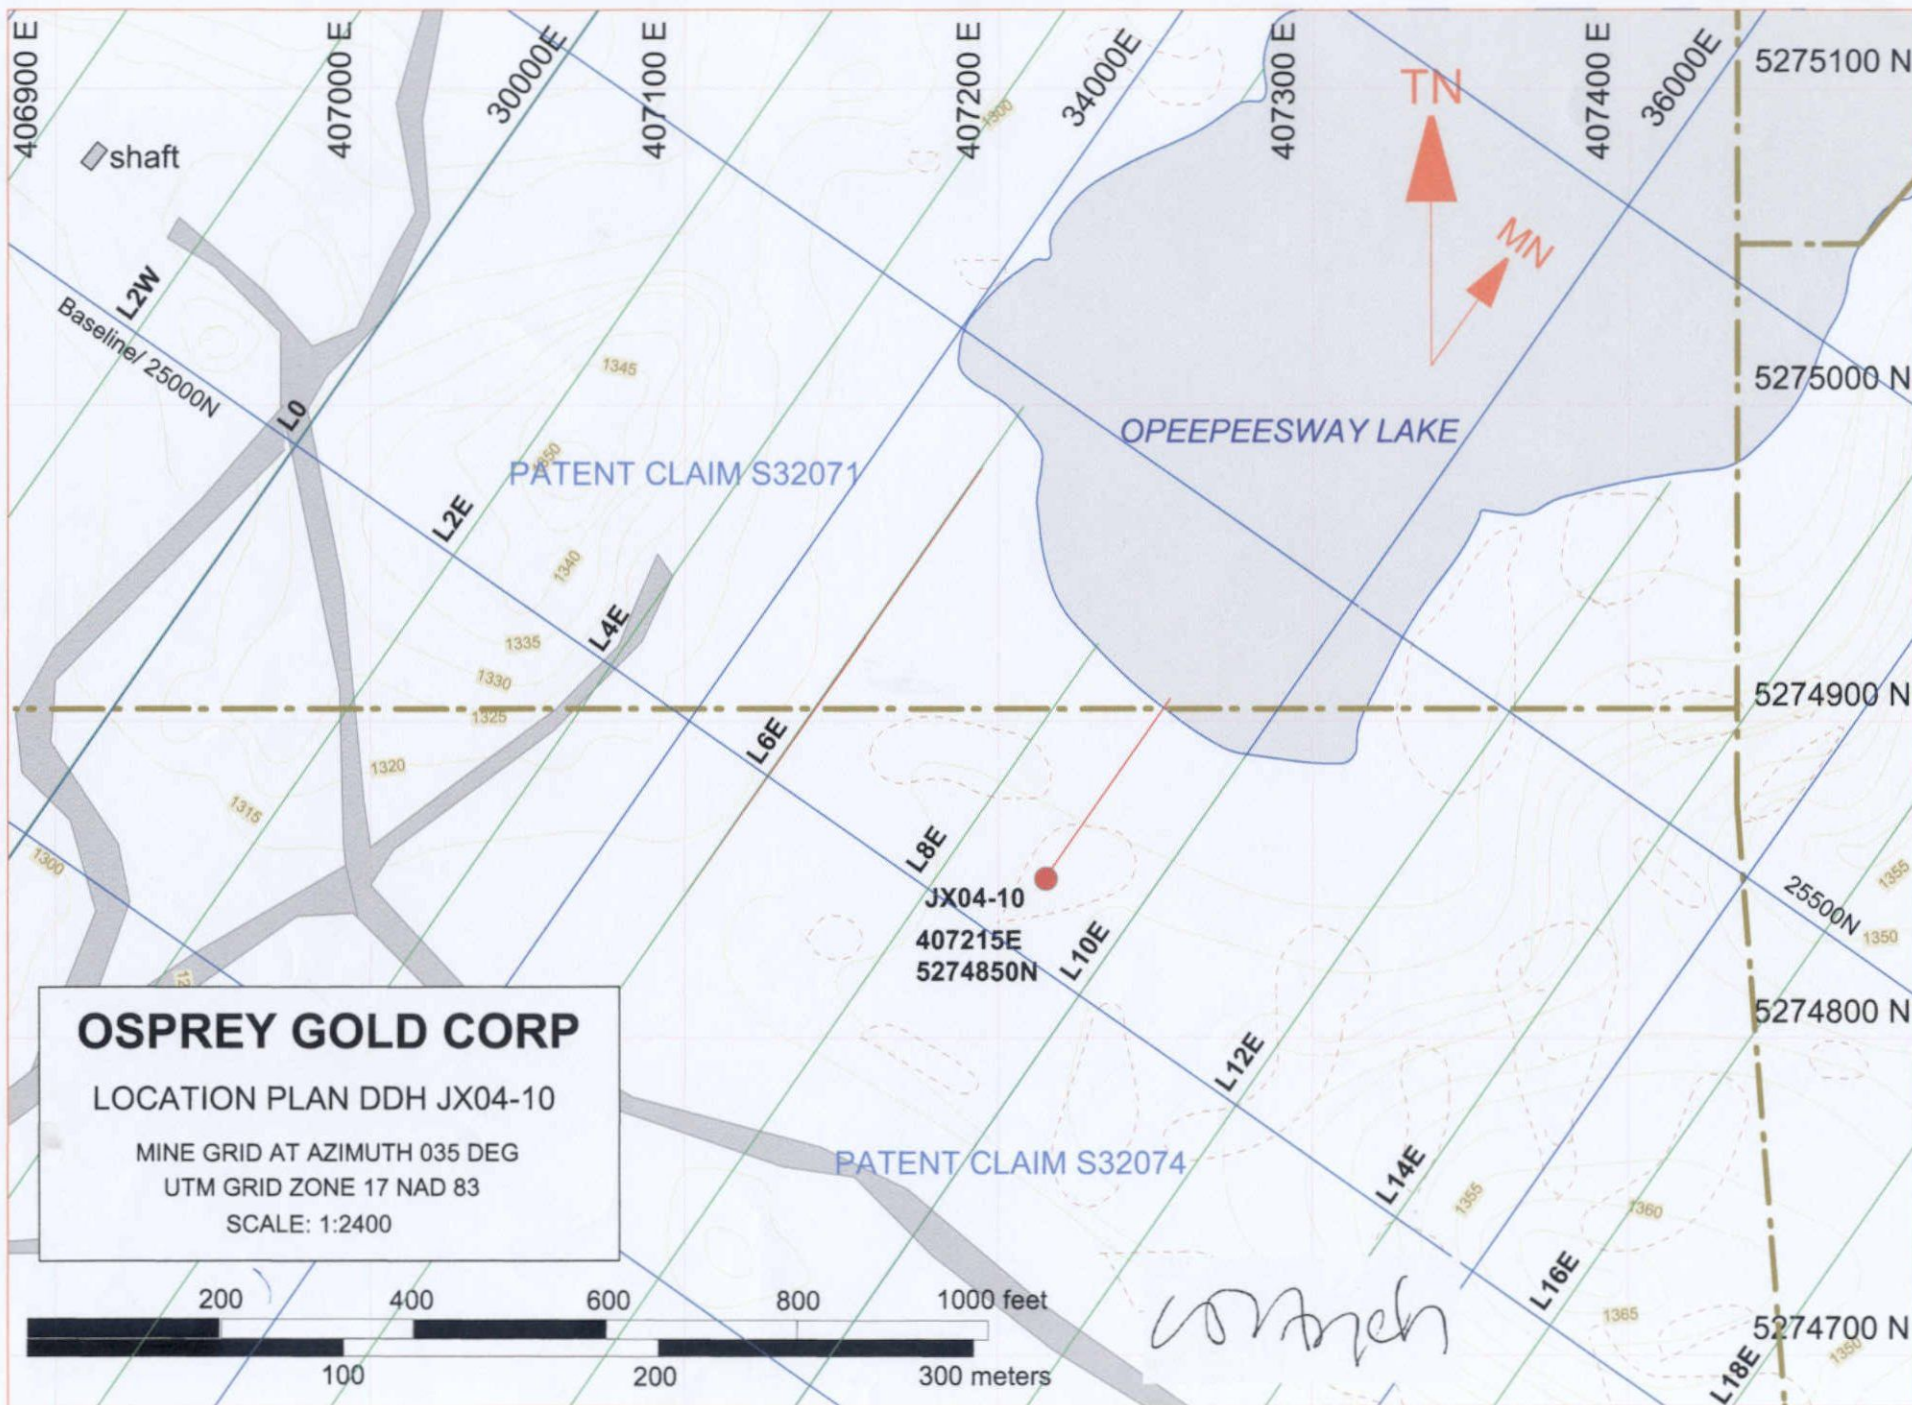 406900 E
407000 E
30000E
407100 E
407200 E
34000E
407300 E
407400 E
36000E
5275100 N
TN
MN
shaft
1300
L2W
Baseline/ 25000N
1345
5275000 N
L0
OPEEPEESWAY LAKE
1350
PATENT CLAIM S32071
L2E
1340
L4E
1335
1330
1325
5274900 N
L6E
1320
1315
1300
L8E
JX04-10
407215E
5274850N
L10E
25500N
1355
1350
5274800 N
L12E
OSPREY GOLD CORP
LOCATION PLAN DDH JX04-10
MINE GRID AT AZIMUTH 035 DEG
UTM GRID ZONE 17 NAD 83
SCALE: 1:2400
PATENT CLAIM S32074
L14E
1355
1360
L16E
1365
5274700 N
1350
L18E
200 400 600 800 1000 feet
100 200 300 meters